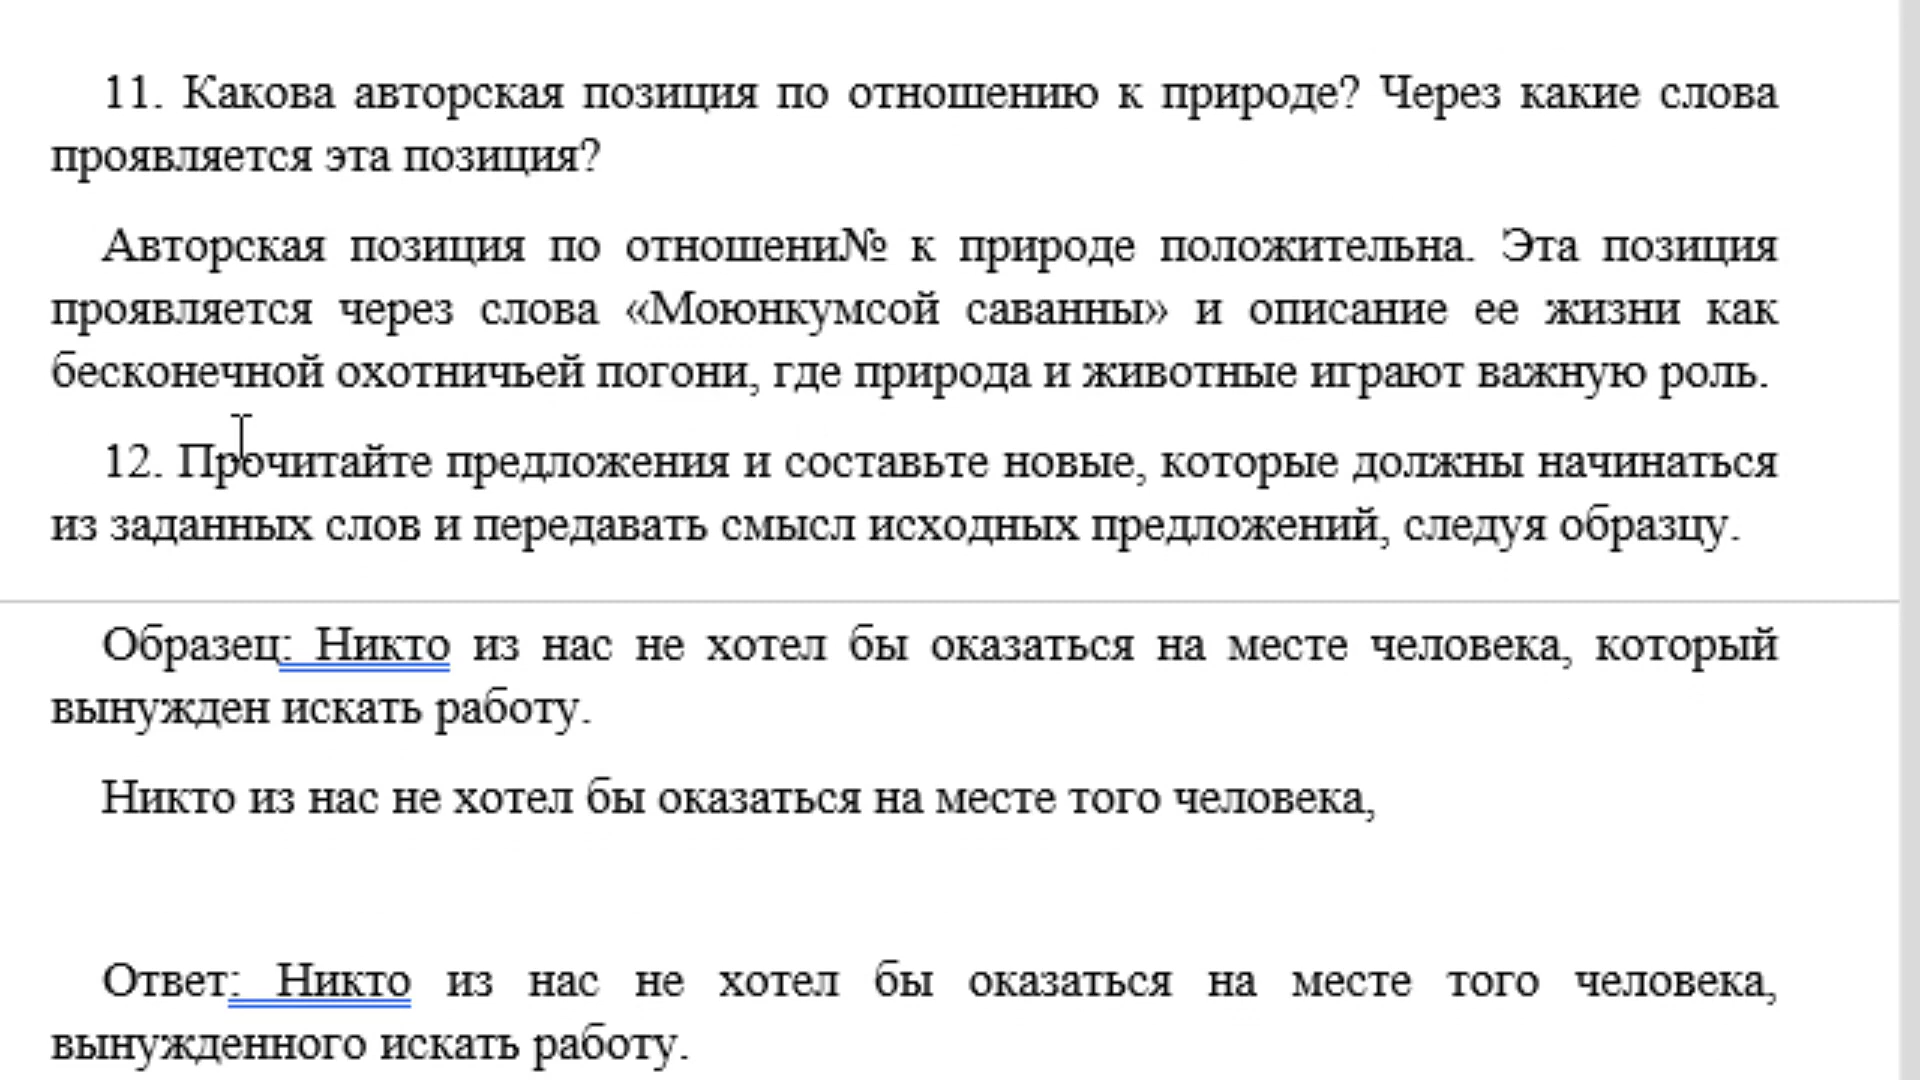 11. Какова авторская позиция по отношению к природе? Через какие слова
проявляется эта позиция?
Авторская позиция по отношени№ к природе положительна. Эта позиция
проявляется через слова «Моюнкумсой саванны» и описание ее жизни как
бесконечной охотничьей погони, где природа и животные играют важную роль.
12. Прочитайте предложения и составьте новые, которые должны начинаться
из заданных слов и передавать смысл исходных предложений, следуя образцу.
Образец: Никто из нас не хотел бы оказаться на месте человека, который
вынужден искать работу.
Никто из нас не хотел бы оказаться на месте того человека,
Ответ: Никто из нас не хотел бы оказаться на месте того человека,
вынужденного искать работу.